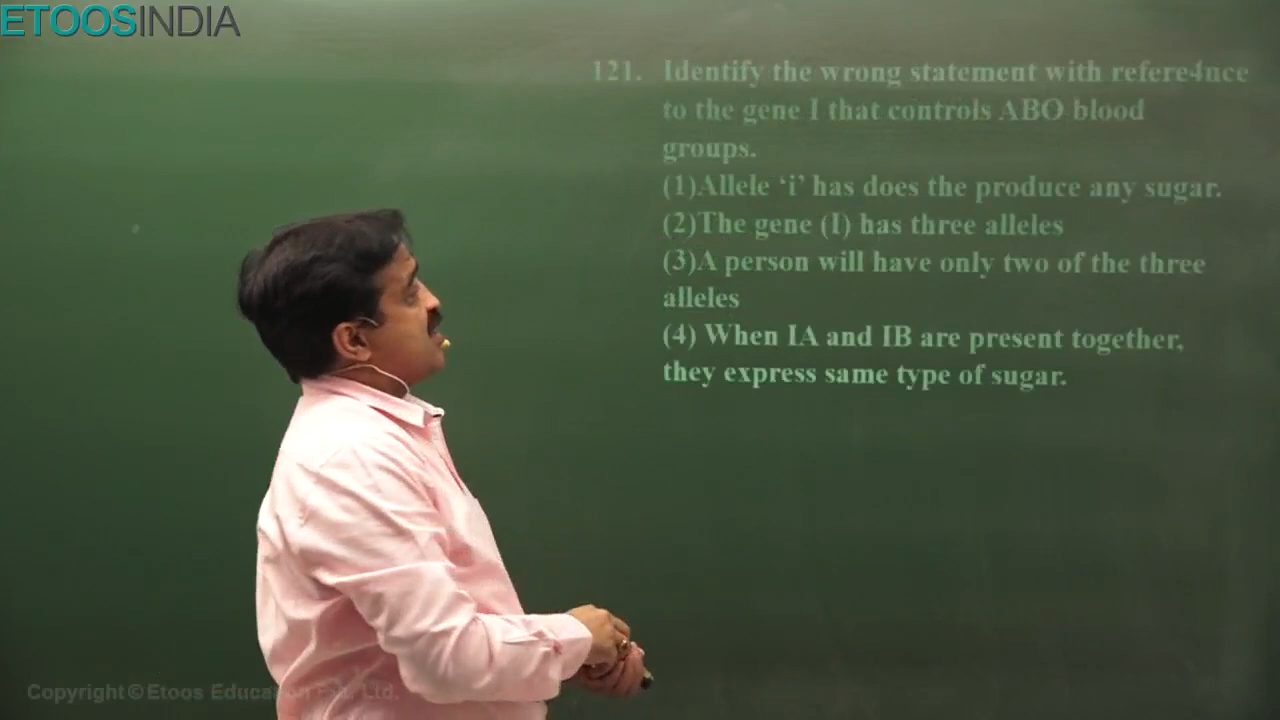 ETOOSINDIA
121. Identify the wrong statement with refere4nce
to the gene I that controls ABO blood
groups.
(1)Allele ‘i’ has does the produce any sugar.
(2)The gene (I) has three alleles
(3)A person will have only two of the three
alleles
(4) When IA and IB are present together,
they express same type of sugar.
Copyright © Etoos Education Pvt. Ltd.